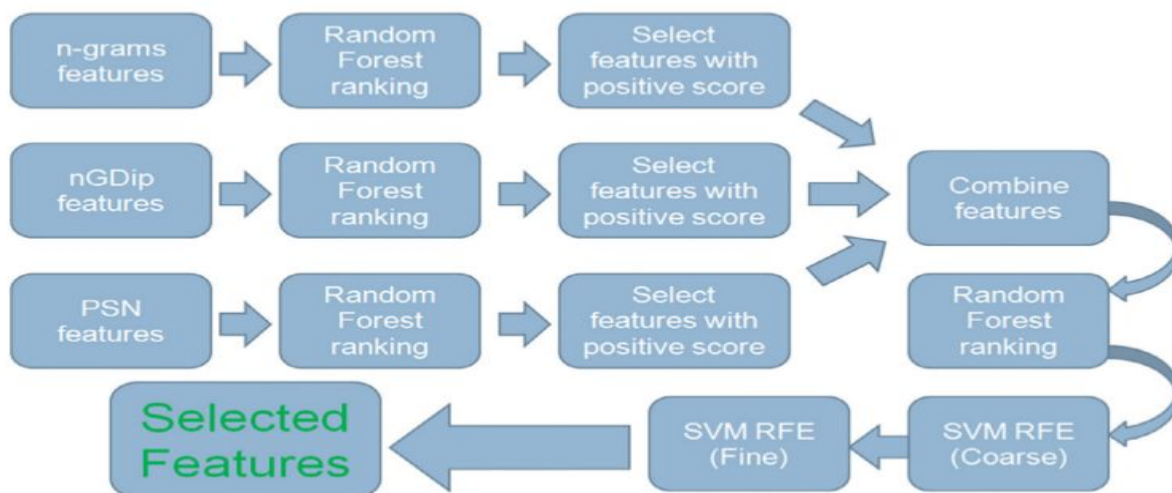 n-grams
features
Random
Forest
ranking
Select
features with
positive score
nGDip
features
Random
Forest
ranking
Select
features with
positive score
Combine
features
PSN
features
Random
Forest
ranking
Select
features with
positive score
Random
Forest
ranking
SVM RFE
(Coarse)
SVM RFE
(Fine)
Selected
Features